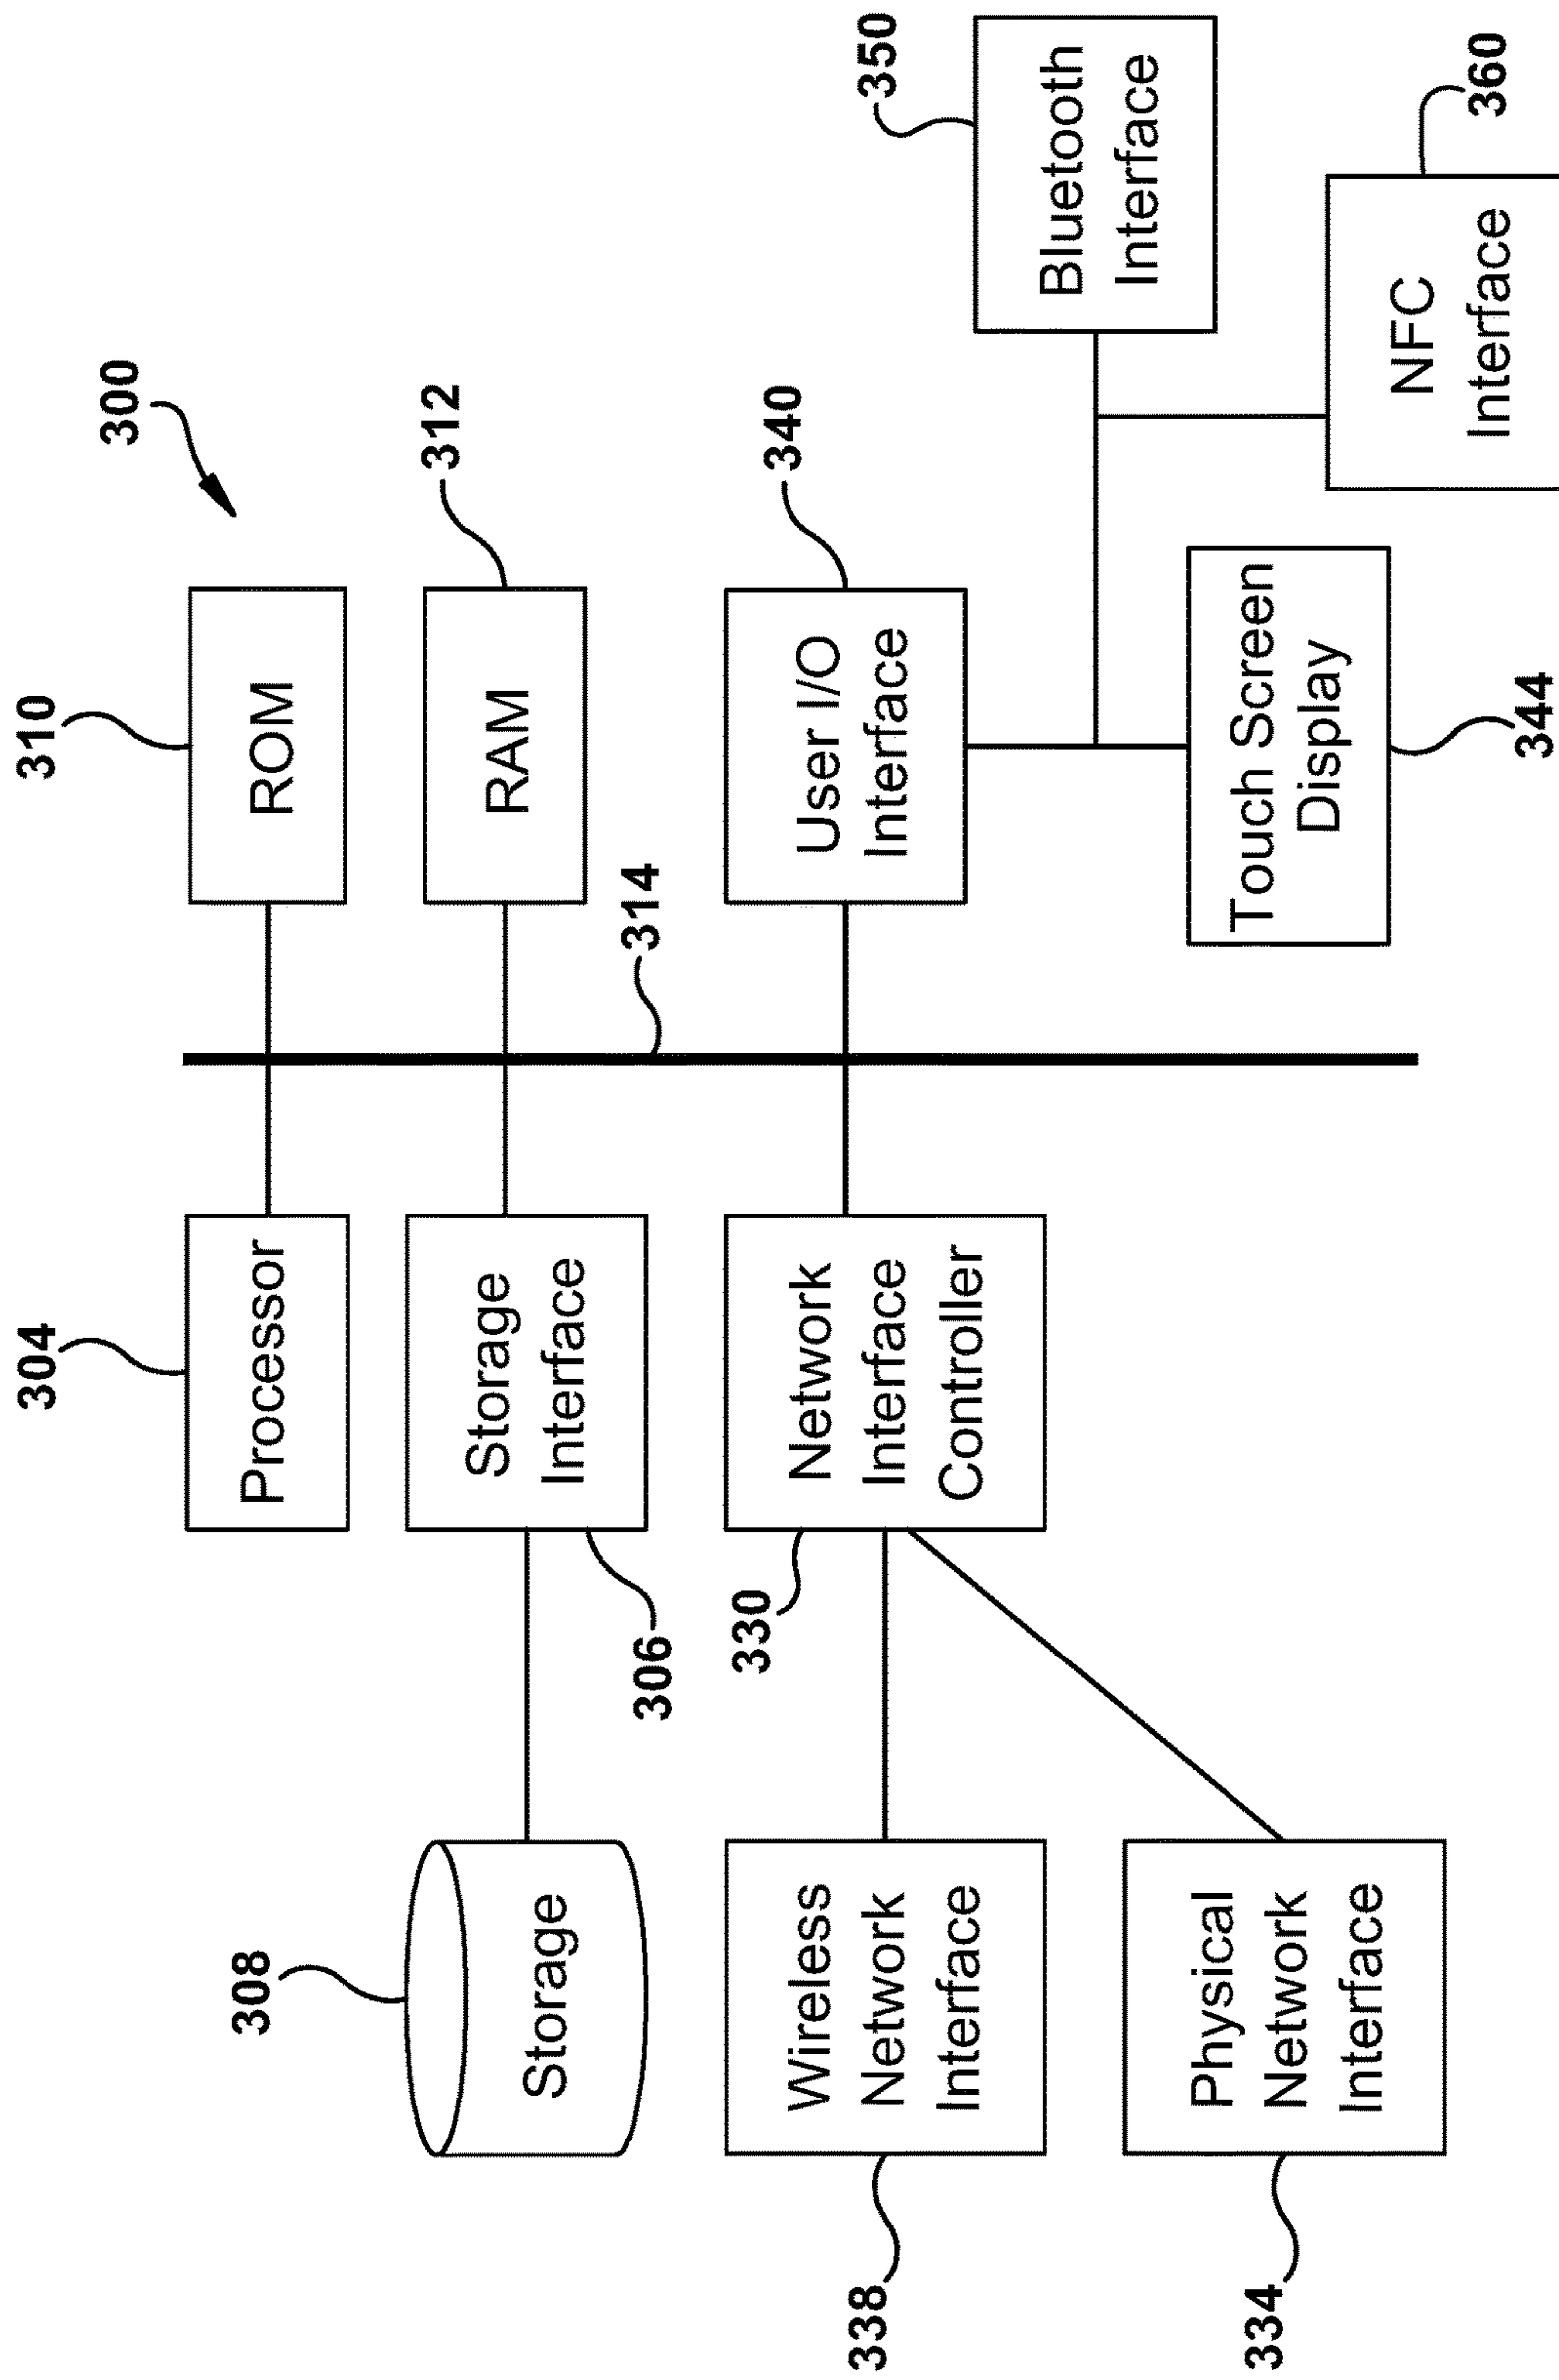 300
304
Processor
310
ROM
308
Storage
Storage
Interface
306
RAM
312
314
Wireless
Network
Interface
338
330
Network
Interface
Controller
User I/O
Interface
340
350
Bluetooth
Interface
Physical
Network
Interface
334
Touch Screen
Display
344
NFC
Interface
360